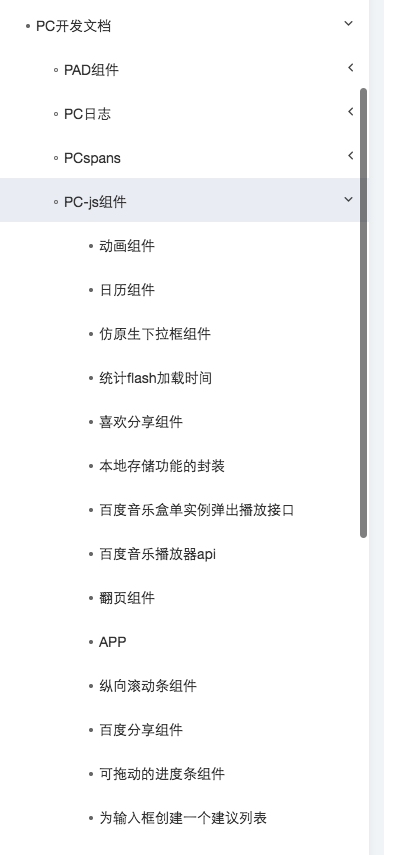 PC开发文档
PAD组件
PC日志
PCspans
PC-js组件
动画组件
日历组件
仿原生下拉框组件
统计flash加载时间
喜欢分享组件
本地存储功能的封装
百度音乐盒单实例弹出播放接口
百度音乐播放器api
翻页组件
APP
纵向滚动条组件
百度分享组件
可拖动的进度条组件
为输入框创建一个建议列表